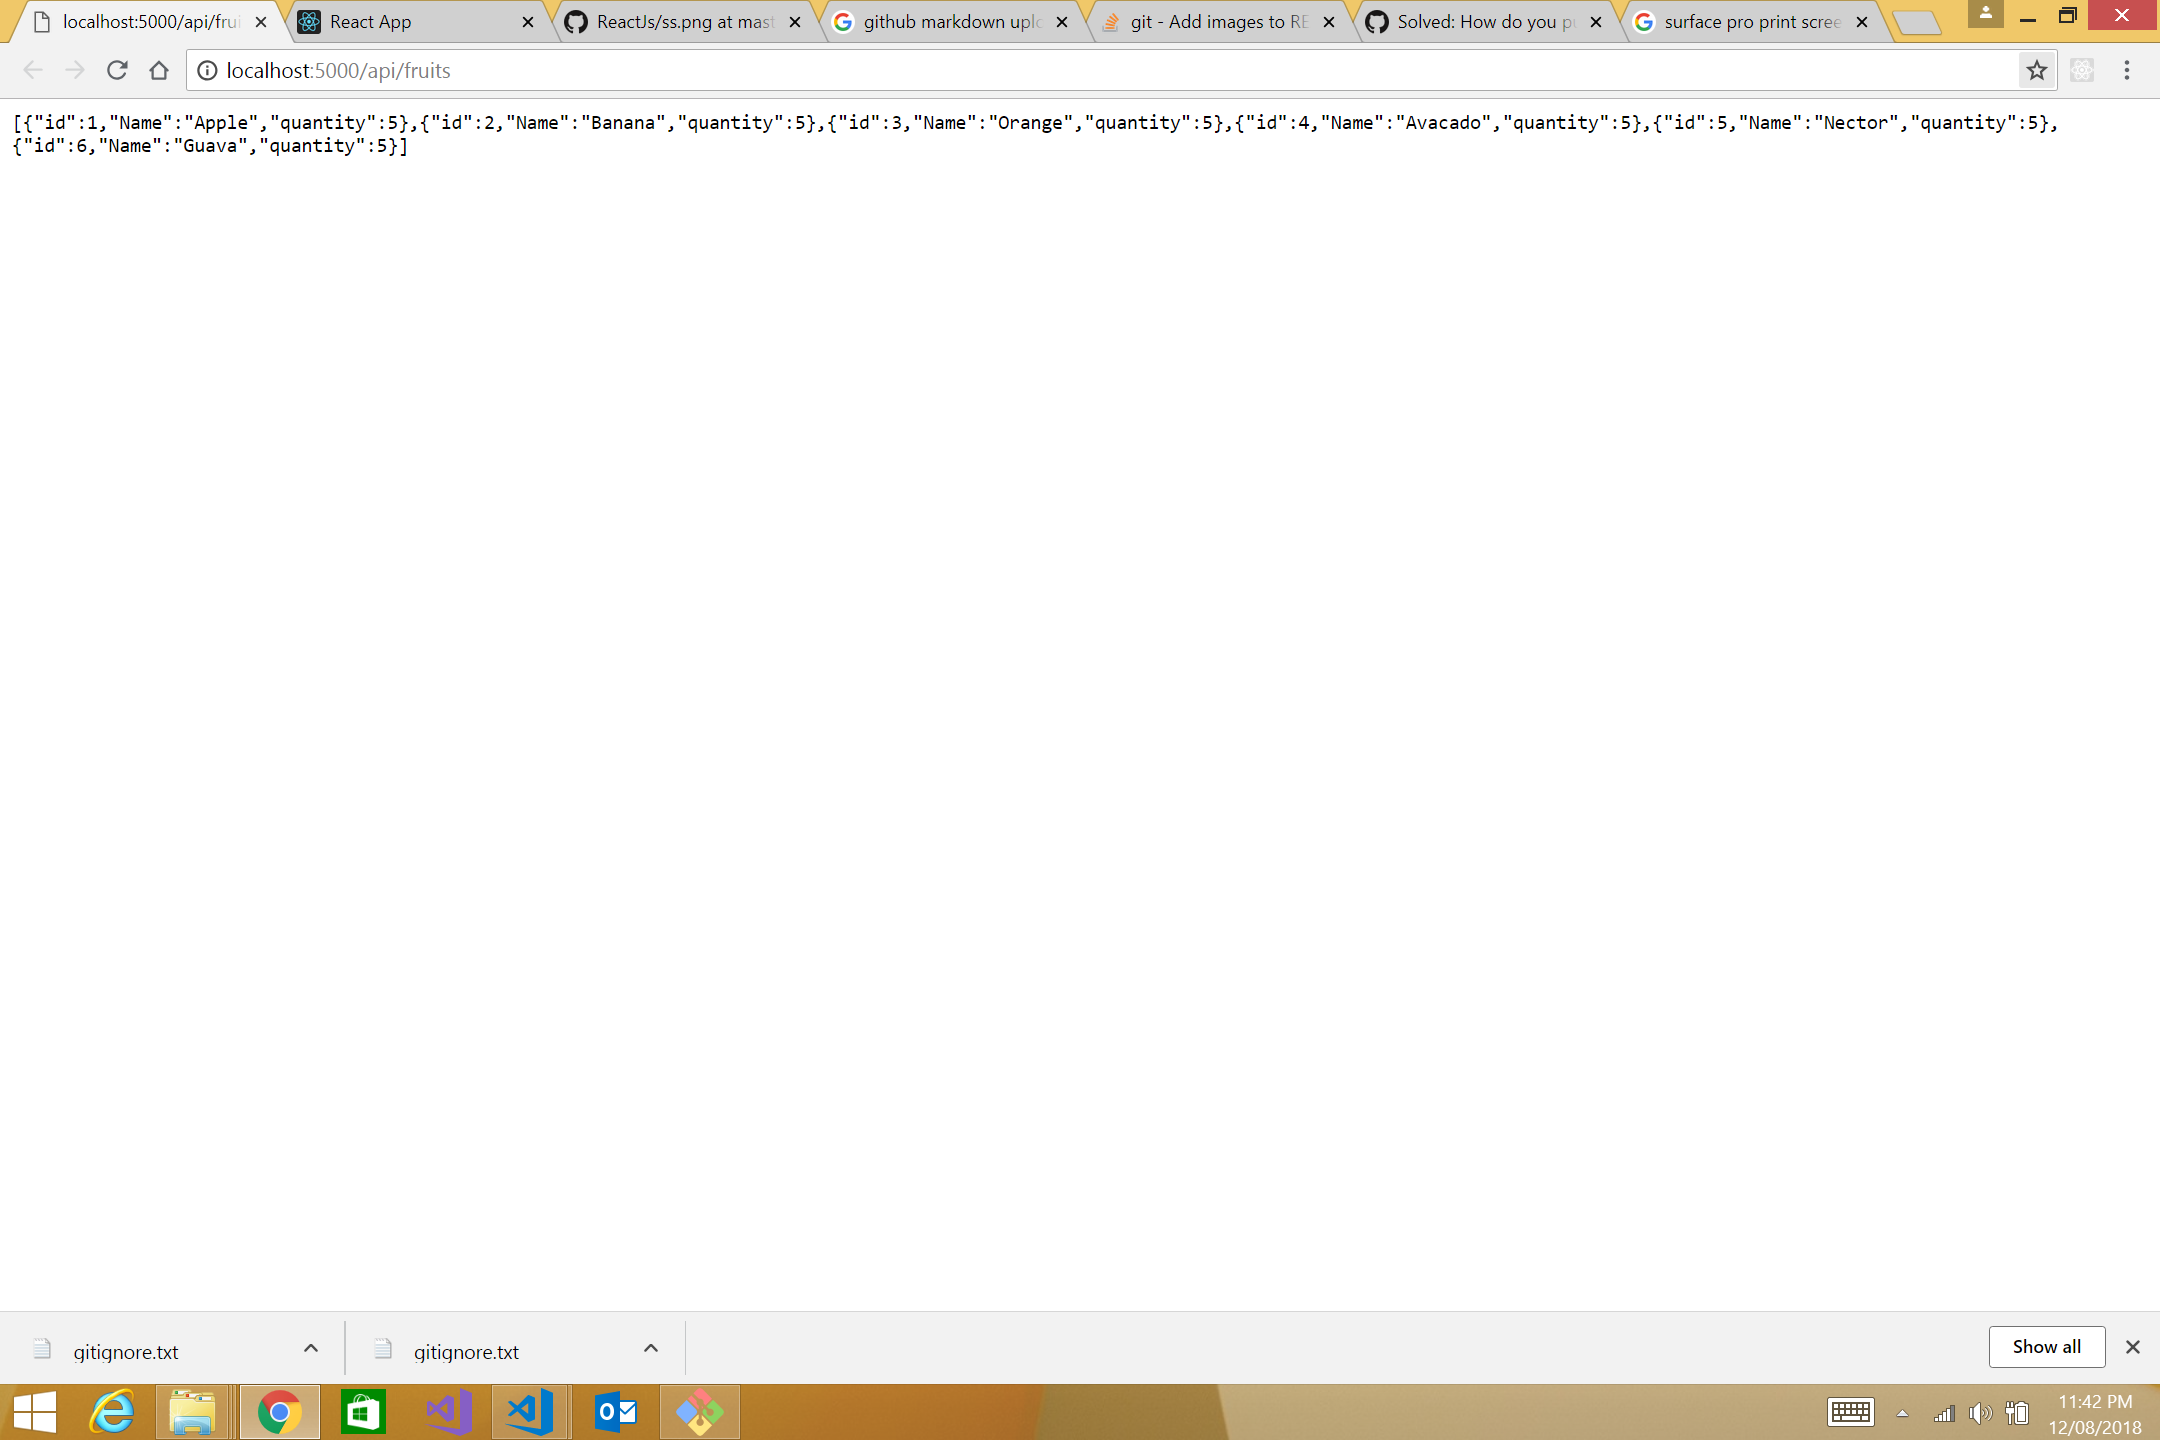 localhost:5000/api/frui
React App
ReactJs/ss.png at mast
github markdown uplo
git - Add images to RE
Solved: How do you pu
surface pro print scree
localhost:5000/api/fruits
[{"id":1,"Name":"Apple","quantity":5},{"id":2,"Name":"Banana","quantity":5},{"id":3,"Name":"Orange","quantity":5},{"id":4,"Name":"Avacado","quantity":5},{"id":5,"Name":"Nector","quantity":5},
{"id":6,"Name":"Guava","quantity":5}]
gitignore.txt
gitignore.txt
Show all
11:42 PM
12/08/2018